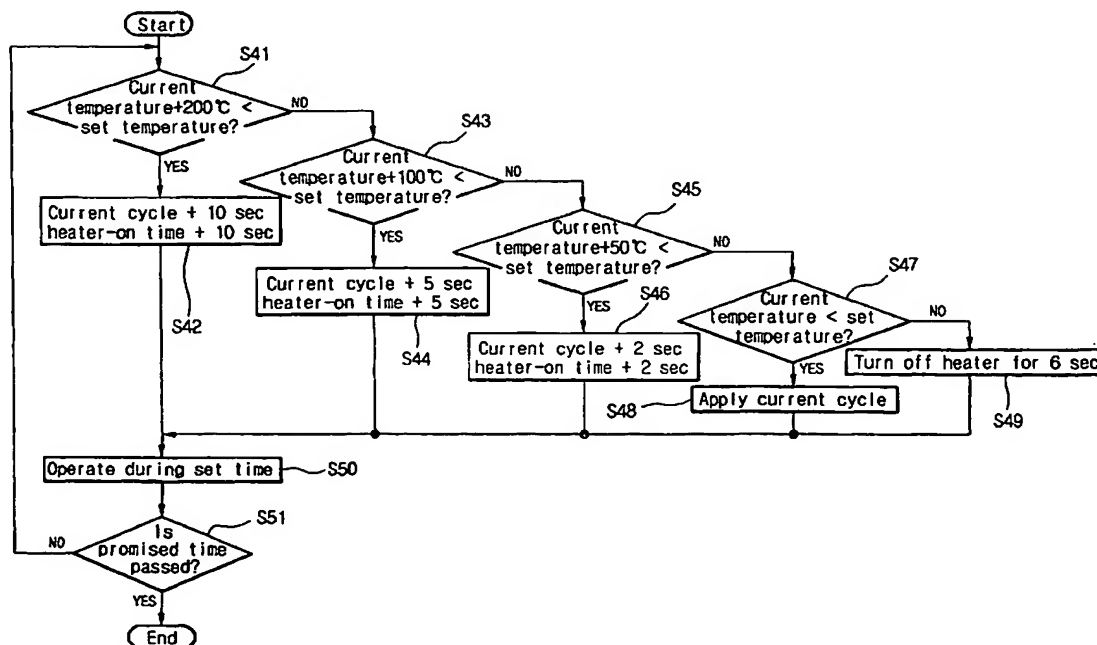 Start
S41
Current
temperature+200℃ <
set temperature?
NO
YES
Current cycle + 10 sec
heater-on time + 10 sec
S42
S43
Current
temperature+100℃ <
set temperature?
NO
YES
Current cycle + 5 sec
heater-on time + 5 sec
S44
S45
Current
temperature+50℃ <
set temperature?
NO
YES
S46
Current cycle + 2 sec
heater-on time + 2 sec
S47
Current
temperature < set
temperature?
NO
YES
S48
Apply current cycle
Turn off heater for 6 sec
S49
Operate during set time
S50
S51
Is
promised time
passed?
NO
YES
End